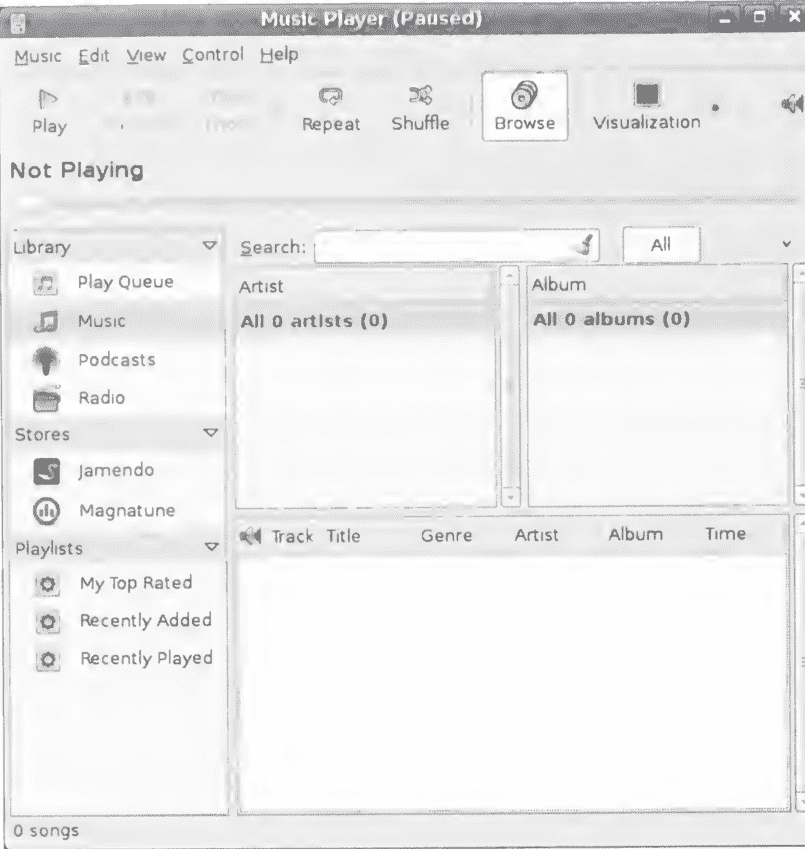 Music Player (Paused)
Music Edit View Control Help
Play Repeat Shuffle Browse Visualization
Not Playing
Library
Search: All
Play Queue
Music
Podcasts
Radio
Artist Album
All 0 artists (0) All 0 albums (0)
Stores
Jamendo
Magnatune
Playlists
Track Title Genre Artist Album Time
My Top Rated
Recently Added
Recently Played
0 songs